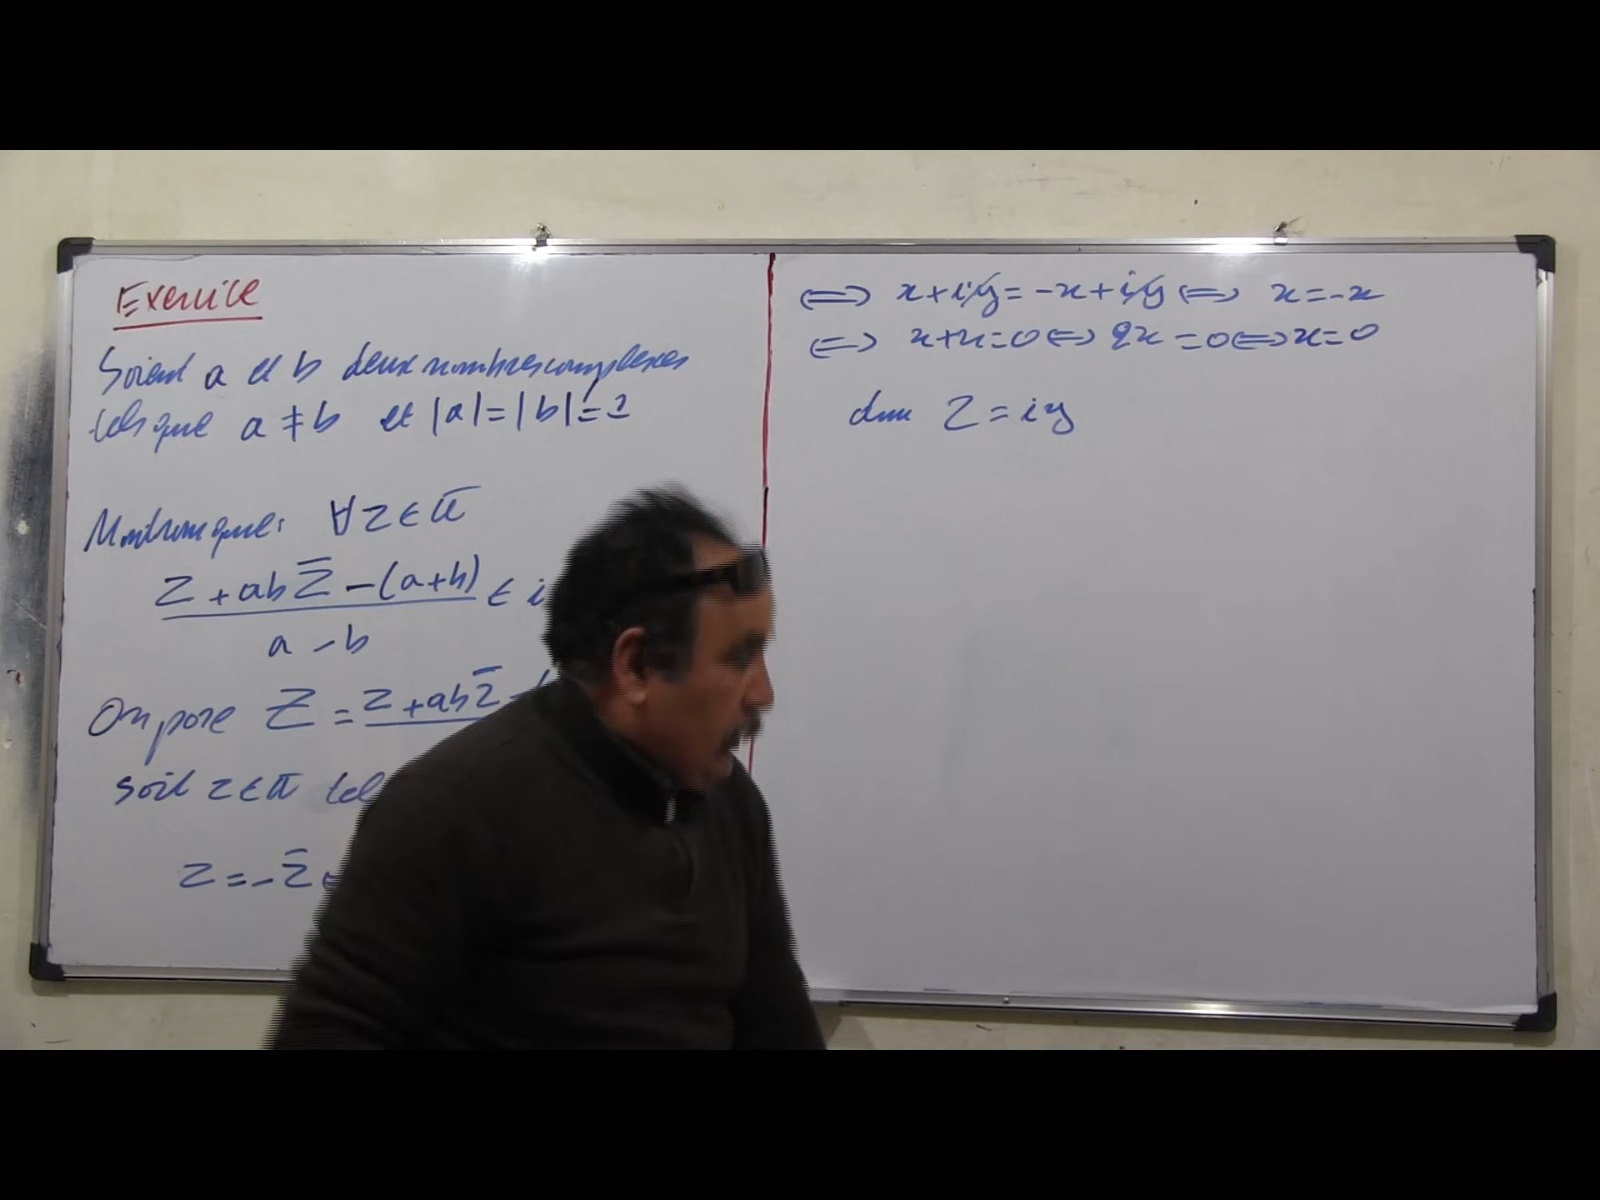 Exercice
Soient a et b deux nombres complexes
tels que a ≠ b et |a| = |b| = 1
Montrons que: ∀z∈ℂ
z + ab z̄ - (a+b) ∈ i
a - b
On pose Z = z + ab z̄ -
soit z∈ℂ tel
z = - z̄
⇔ x+iy = -x+iy ⇔ x = -x
⇔ x+x=0 ⇔ 2x = 0 ⇔ x=0
donc Z = iy